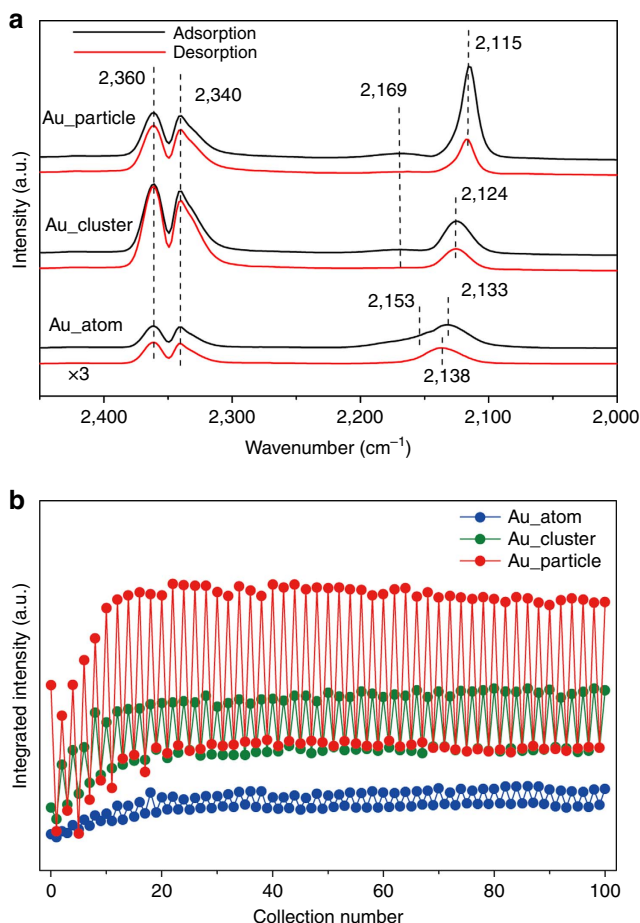 a
Adsorption
Desorption
2,115
2,360
2,340
2,169
Au_particle
2,124
Au_cluster
2,133
2,153
Au_atom
×3
2,138
Intensity (a.u.)
2,400 2,300 2,200 2,100 2,000
Wavenumber (cm−1)
b
Au_atom
Au_cluster
Au_particle
Integrated intensity (a.u.)
0 20 40 60 80 100
Collection number